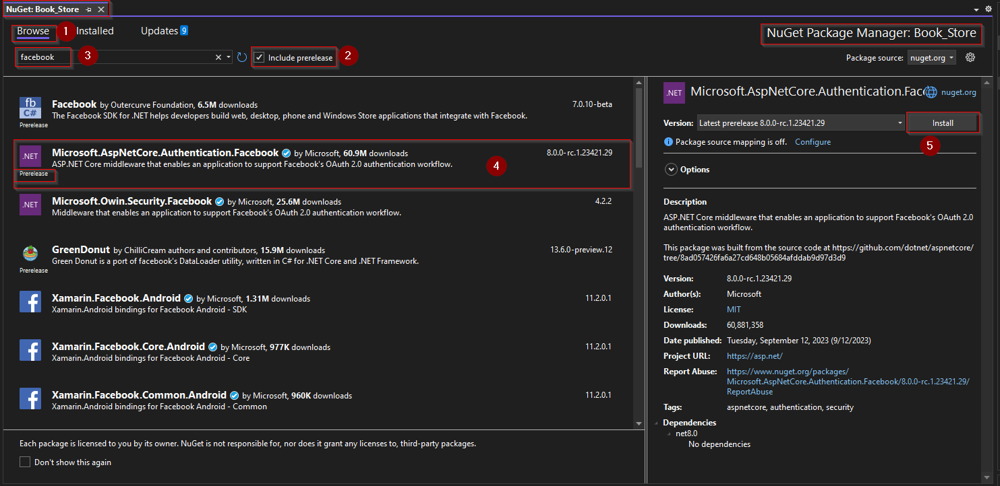 NuGet: Book_Store
Browse 1 Installed Updates 9
NuGet Package Manager: Book_Store
facebook 3 Include prerelease 2
Package source: nuget.org
fb
C#
Prerelease
Facebook by Outercurve Foundation, 6.5M downloads 7.0.10-beta
The Facebook SDK for .NET helps developers build web, desktop, phone and Windows Store applications that integrate with Facebook.
.NET
Prerelease
Microsoft.AspNetCore.Authentication.Facebook by Microsoft, 60.9M downloads 8.0.0-rc.1.23421.29
ASP.NET Core middleware that enables an application to support Facebook's OAuth 2.0 authentication workflow.
4
.NET
Microsoft.Owin.Security.Facebook by Microsoft, 25.6M downloads 4.2.2
Middleware that enables an application to support Facebook's OAuth 2.0 authentication workflow.
GreenDonut by ChilliCream authors and contributors, 15.9M downloads 13.6.0-preview.12
Green Donut is a port of facebook's DataLoader utility, written in C# for .NET Core and .NET Framework.
Prerelease
Xamarin.Facebook.Android by Microsoft, 1.31M downloads 11.2.0.1
Xamarin.Android bindings for Facebook Android - SDK
Xamarin.Facebook.Core.Android by Microsoft, 977K downloads 11.2.0.1
Xamarin.Android bindings for Facebook Android - Core
Xamarin.Facebook.Common.Android by Microsoft, 960K downloads 11.2.0.1
Xamarin.Android bindings for Facebook Android - Common
Each package is licensed to you by its owner. NuGet is not responsible for, nor does it grant any licenses to, third-party packages.
Don't show this again
.NET Microsoft.AspNetCore.Authentication.Fac nuget.org
Version: Latest prerelease 8.0.0-rc.1.23421.29 Install
Package source mapping is off. Configure 5
Options
Description
ASP.NET Core middleware that enables an application to support Facebook's OAuth 2.0
authentication workflow.
This package was built from the source code at https://github.com/dotnet/aspnetcore/
tree/8ad057426fa6a27cd648b05684afddab9d97d3d9
Version: 8.0.0-rc.1.23421.29
Author(s): Microsoft
License: MIT
Downloads: 60,881,358
Date published: Tuesday, September 12, 2023 (9/12/2023)
Project URL: https://asp.net/
Report Abuse: https://www.nuget.org/packages/
Microsoft.AspNetCore.Authentication.Facebook/8.0.0-rc.1.23421.29/
ReportAbuse
Tags: aspnetcore, authentication, security
Dependencies
net8.0
No dependencies